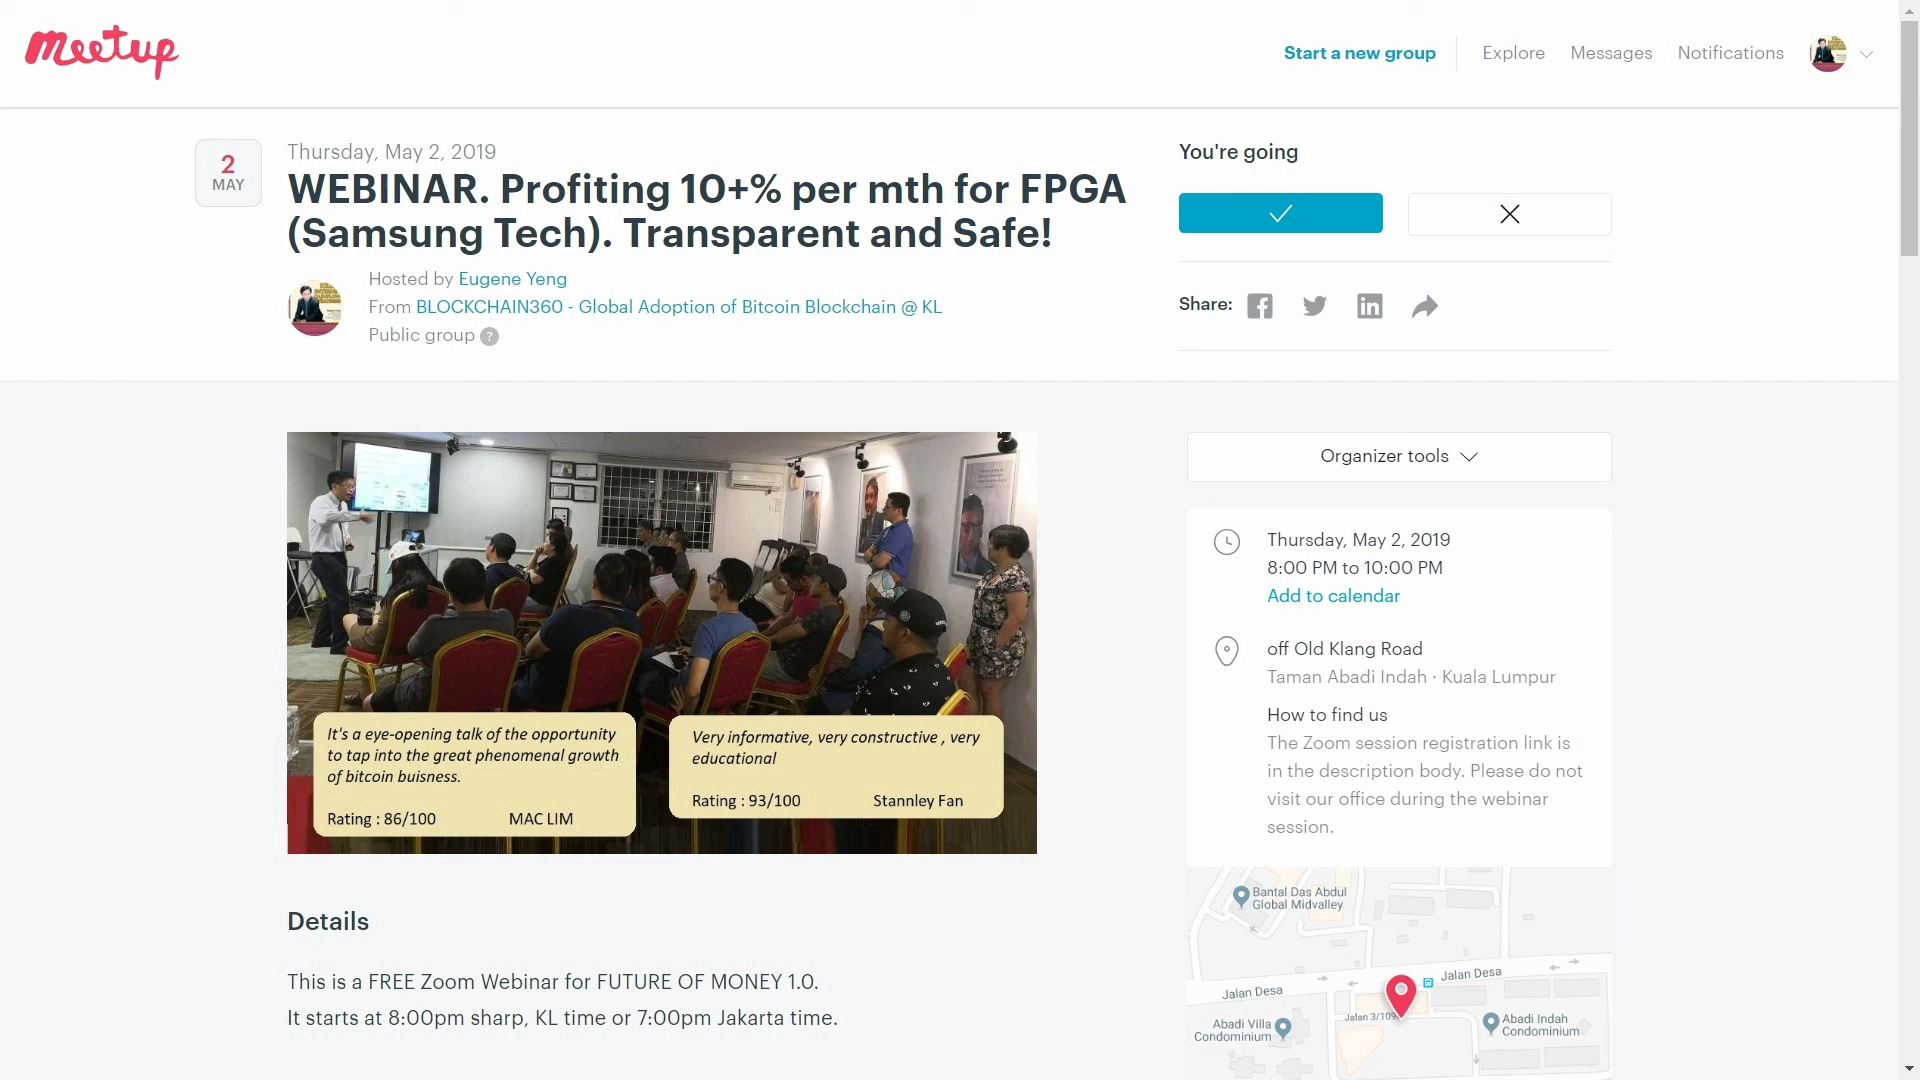 Meetup
Start a new group
Explore
Messages
Notifications
2
MAY
Thursday, May 2, 2019
WEBINAR. Profiting 10+% per mth for FPGA
(Samsung Tech). Transparent and Safe!
Hosted by Eugene Yeng
From BLOCKCHAIN360 - Global Adoption of Bitcoin Blockchain @ KL
Public group ?
You're going
Share:
It's a eye-opening talk of the opportunity
to tap into the great phenomenal growth
of bitcoin buisness.
Rating : 86/100 MAC LIM
Very informative, very constructive , very
educational
Rating : 93/100 Stannley Fan
Details
This is a FREE Zoom Webinar for FUTURE OF MONEY 1.0.
It starts at 8:00pm sharp, KL time or 7:00pm Jakarta time.
Organizer tools
Thursday, May 2, 2019
8:00 PM to 10:00 PM
Add to calendar
off Old Klang Road
Taman Abadi Indah · Kuala Lumpur
How to find us
The Zoom session registration link is
in the description body. Please do not
visit our office during the webinar
session.
Bantal Das Abdul
Global Midvalley
Jalan Desa
Jalan Desa
Jalan 3/109
Abadi Villa
Condominium
Abadi Indah
Condominium